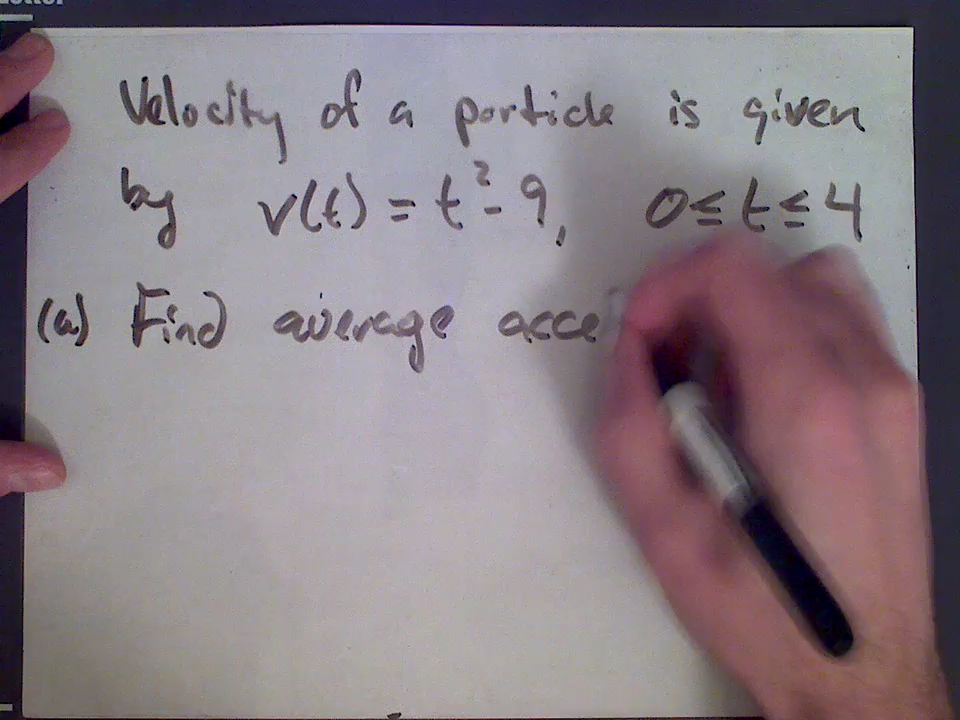 Velocity of a particle is given
by v(t) = t² - 9, 0 ≤ t ≤ 4
(a) Find average acce